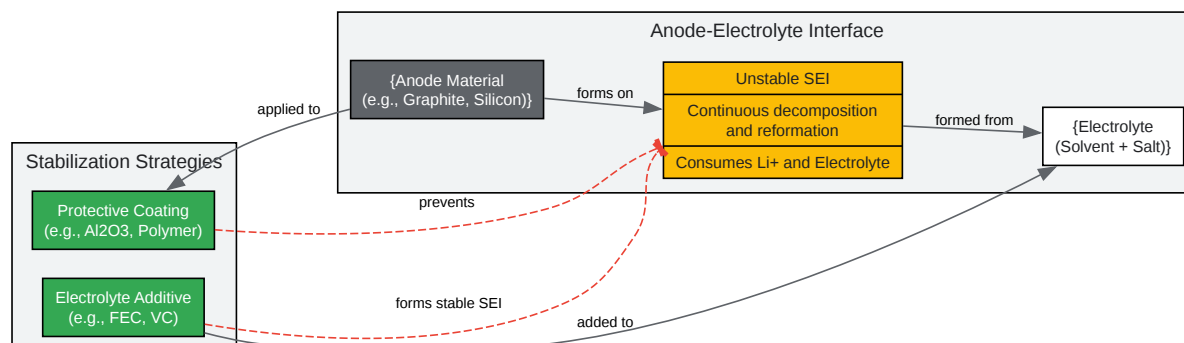 Anode-Electrolyte Interface
{Anode Material
(e.g., Graphite, Silicon)}
forms on
Unstable SEI
Continuous decomposition
and reformation
Consumes Li+ and Electrolyte
formed from
{Electrolyte
(Solvent + Salt)}
applied to
Stabilization Strategies
Protective Coating
(e.g., Al2O3, Polymer)
prevents
Electrolyte Additive
(e.g., FEC, VC)
forms stable SEI
added to